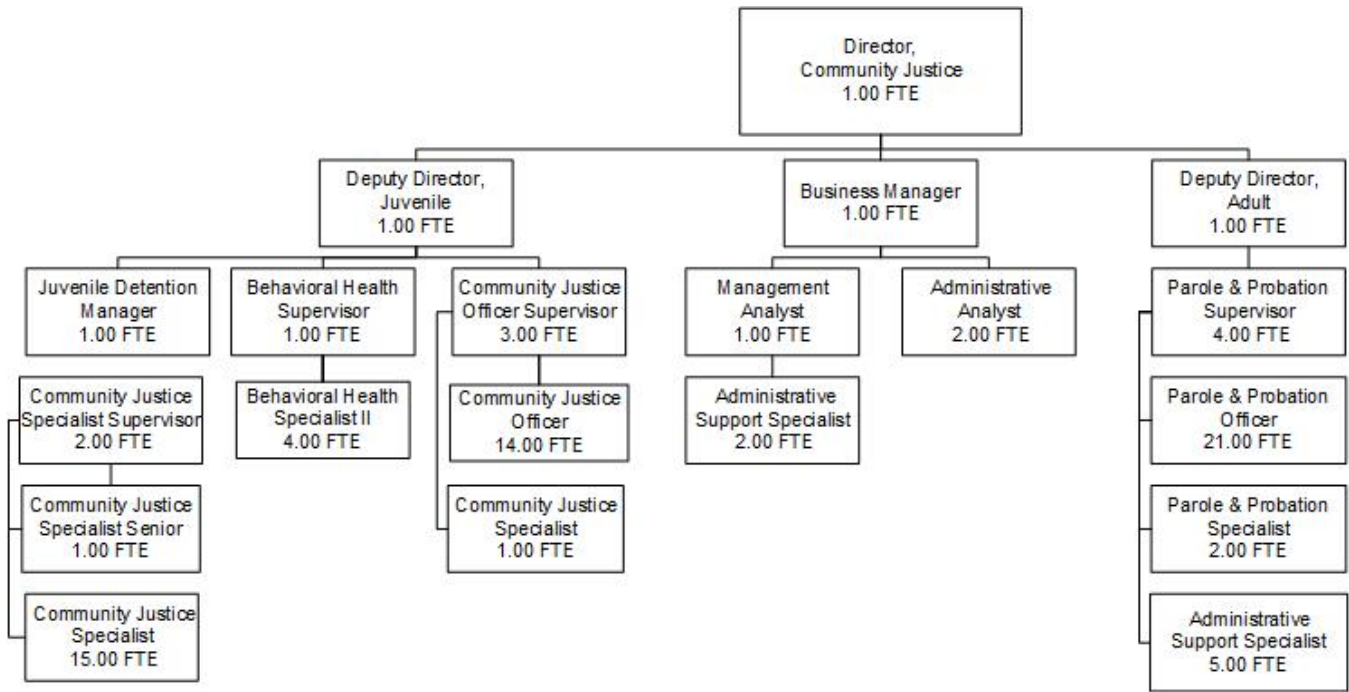 Director,
Community Justice
1.00 FTE
Deputy Director,
Juvenile
1.00 FTE
Business Manager
1.00 FTE
Deputy Director,
Adult
1.00 FTE
Juvenile Detention
Manager
1.00 FTE
Behavioral Health
Supervisor
1.00 FTE
Community Justice
Officer Supervisor
3.00 FTE
Management
Analyst
1.00 FTE
Administrative
Analyst
2.00 FTE
Parole & Probation
Supervisor
4.00 FTE
Community Justice
Specialist Supervisor
2.00 FTE
Behavioral Health
Specialist II
4.00 FTE
Community Justice
Officer
14.00 FTE
Administrative
Support Specialist
2.00 FTE
Parole & Probation
Officer
21.00 FTE
Community Justice
Specialist Senior
1.00 FTE
Community Justice
Specialist
1.00 FTE
Parole & Probation
Specialist
2.00 FTE
Community Justice
Specialist
15.00 FTE
Administrative
Support Specialist
5.00 FTE